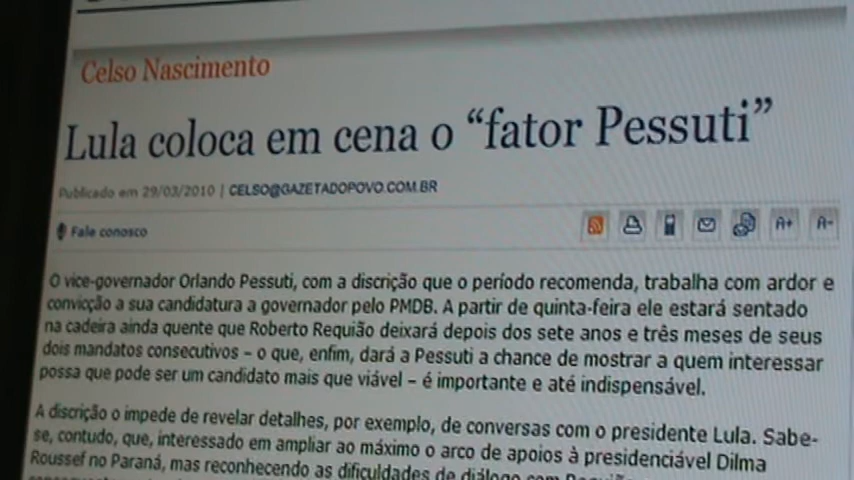 Celso Nascimento
Lula coloca em cena o “fator Pessuti”
Publicado em 29/03/2010 | CELSO@GAZETADOPOVO.COM.BR
Fale conosco
A+ A-
O vice-governador Orlando Pessuti, com a discrição que o período recomenda, trabalha com ardor e
convicção a sua candidatura a governador pelo PMDB. A partir de quinta-feira ele estará sentado
na cadeira ainda quente que Roberto Requião deixará depois dos sete anos e três meses de seus
dois mandatos consecutivos – o que, enfim, dará a Pessuti a chance de mostrar a quem interessar
possa que pode ser um candidato mais que viável – é importante e até indispensável.
A discrição o impede de revelar detalhes, por exemplo, de conversas com o presidente Lula. Sabe-
se, contudo, que, interessado em ampliar ao máximo o arco de apoios à presidenciável Dilma
Roussef no Paraná, mas reconhecendo as dificuldades de diálogo com Requião